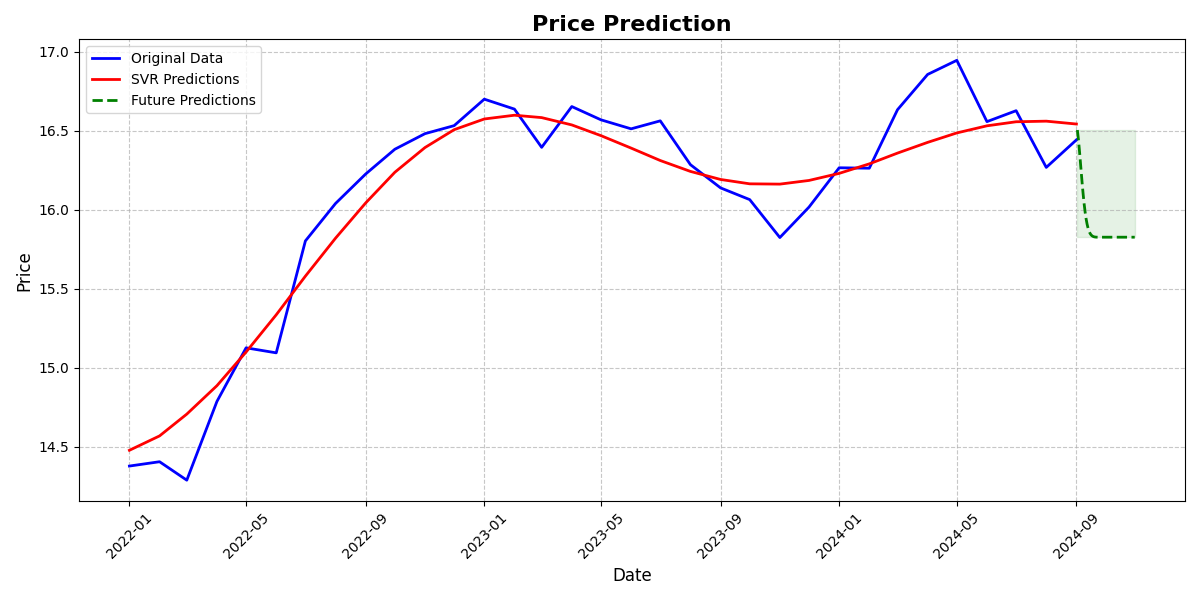 Price Prediction
Original Data
SVR Predictions
Future Predictions
Price
17.0
16.5
16.0
15.5
15.0
14.5
2022-01
2022-05
2022-09
2023-01
2023-05
2023-09
2024-01
2024-05
2024-09
Date